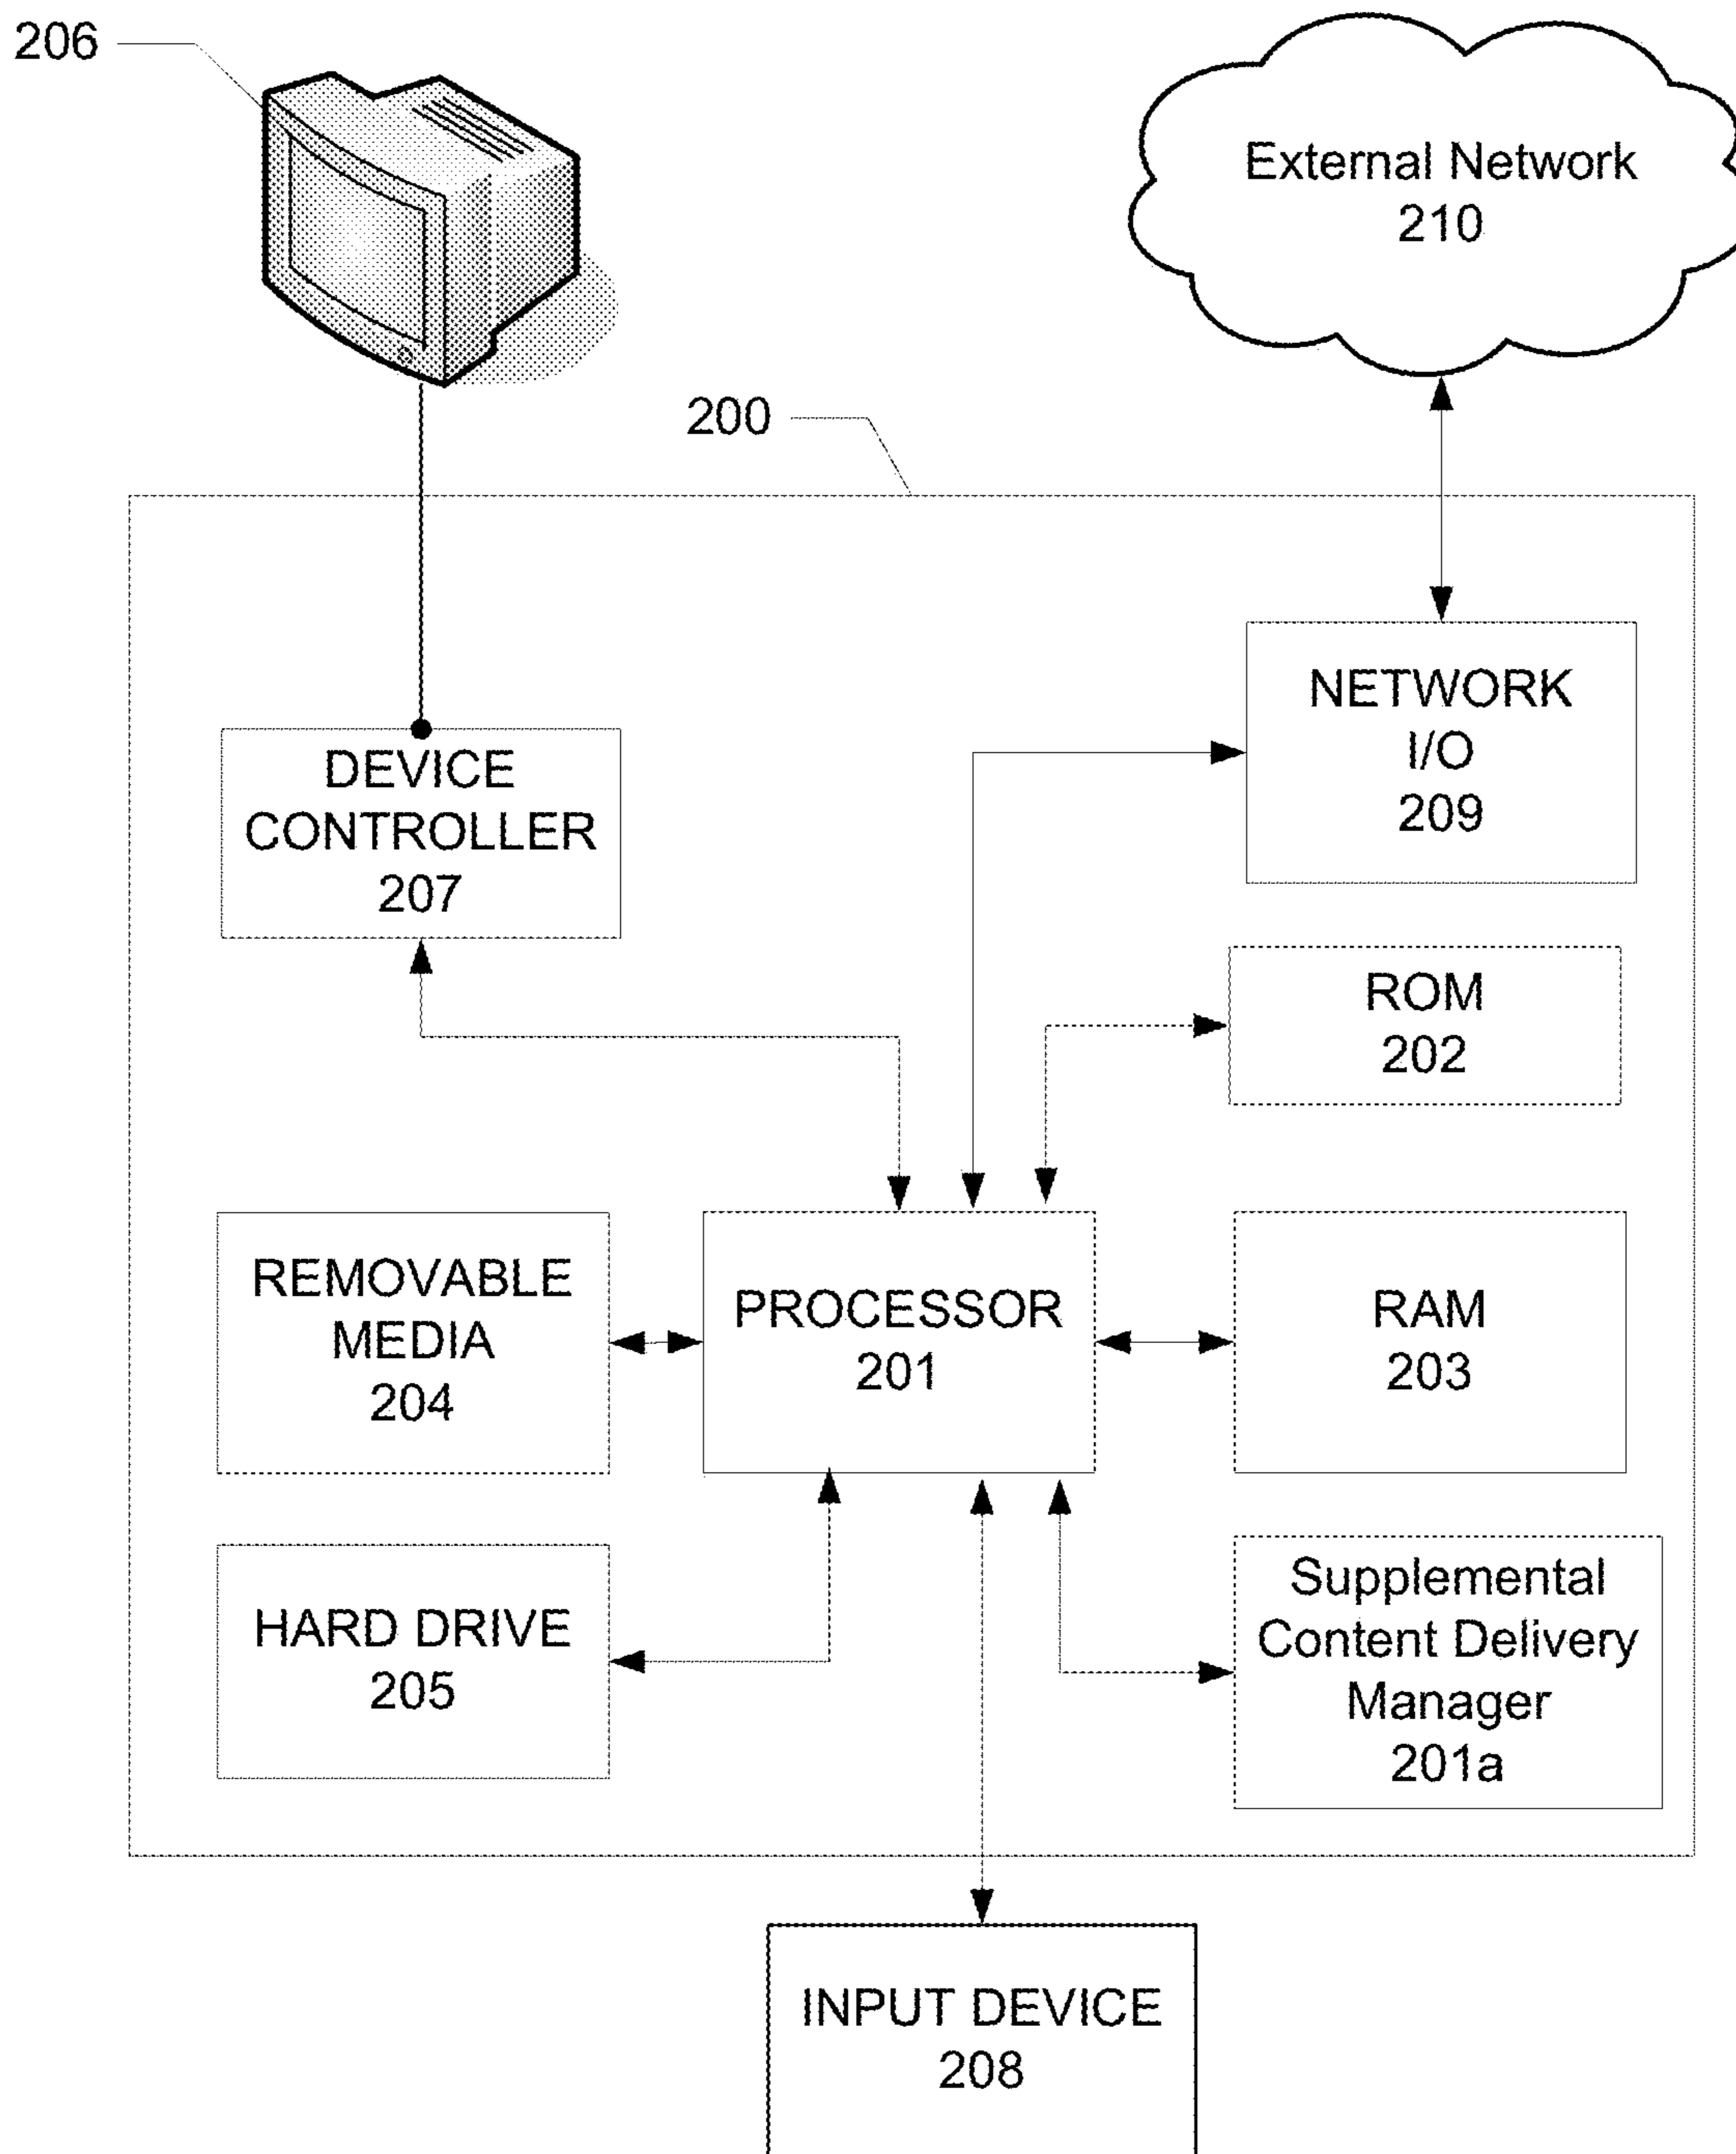 206
External Network
210
200
NETWORK
I/O
209
DEVICE
CONTROLLER
207
ROM
202
REMOVABLE
MEDIA
204
PROCESSOR
201
RAM
203
HARD DRIVE
205
Supplemental
Content Delivery
Manager
201a
INPUT DEVICE
208